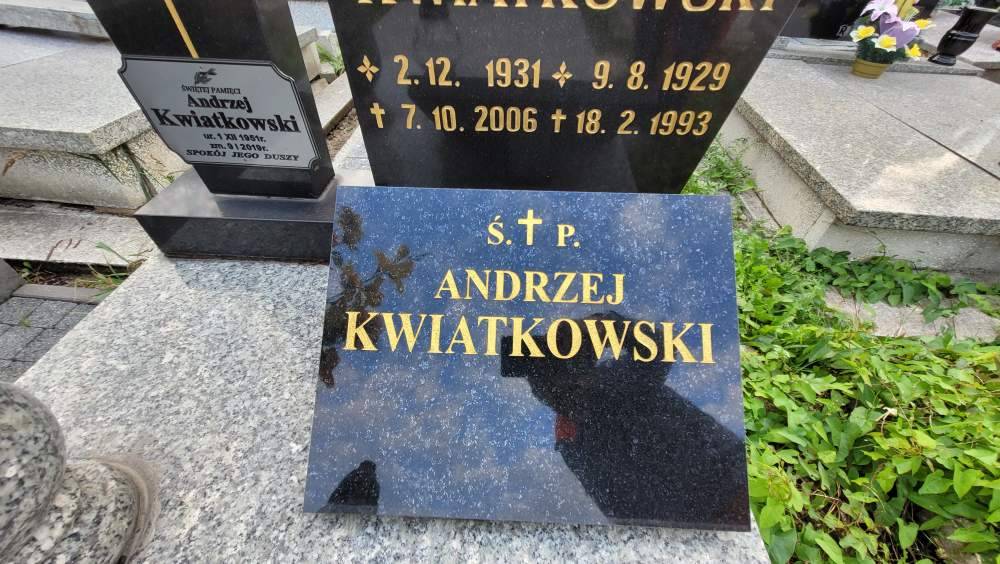 KWIATKOWSKI
2. 12. 1931 9. 8. 1929
† 7. 10. 2006 † 18. 2. 1993
ŚWIĘTEJ PAMIĘCI
Andrzej
Kwiatkowski
ur. 1 XII 1951r.
zm. 9 I 2019r.
SPOKÓJ JEGO DUSZY
Ś. † P.
ANDRZEJ
KWIATKOWSKI